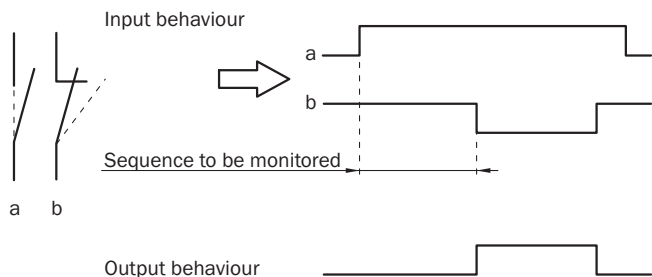 Input behaviour
a
b
Sequence to be monitored
a b
Output behaviour